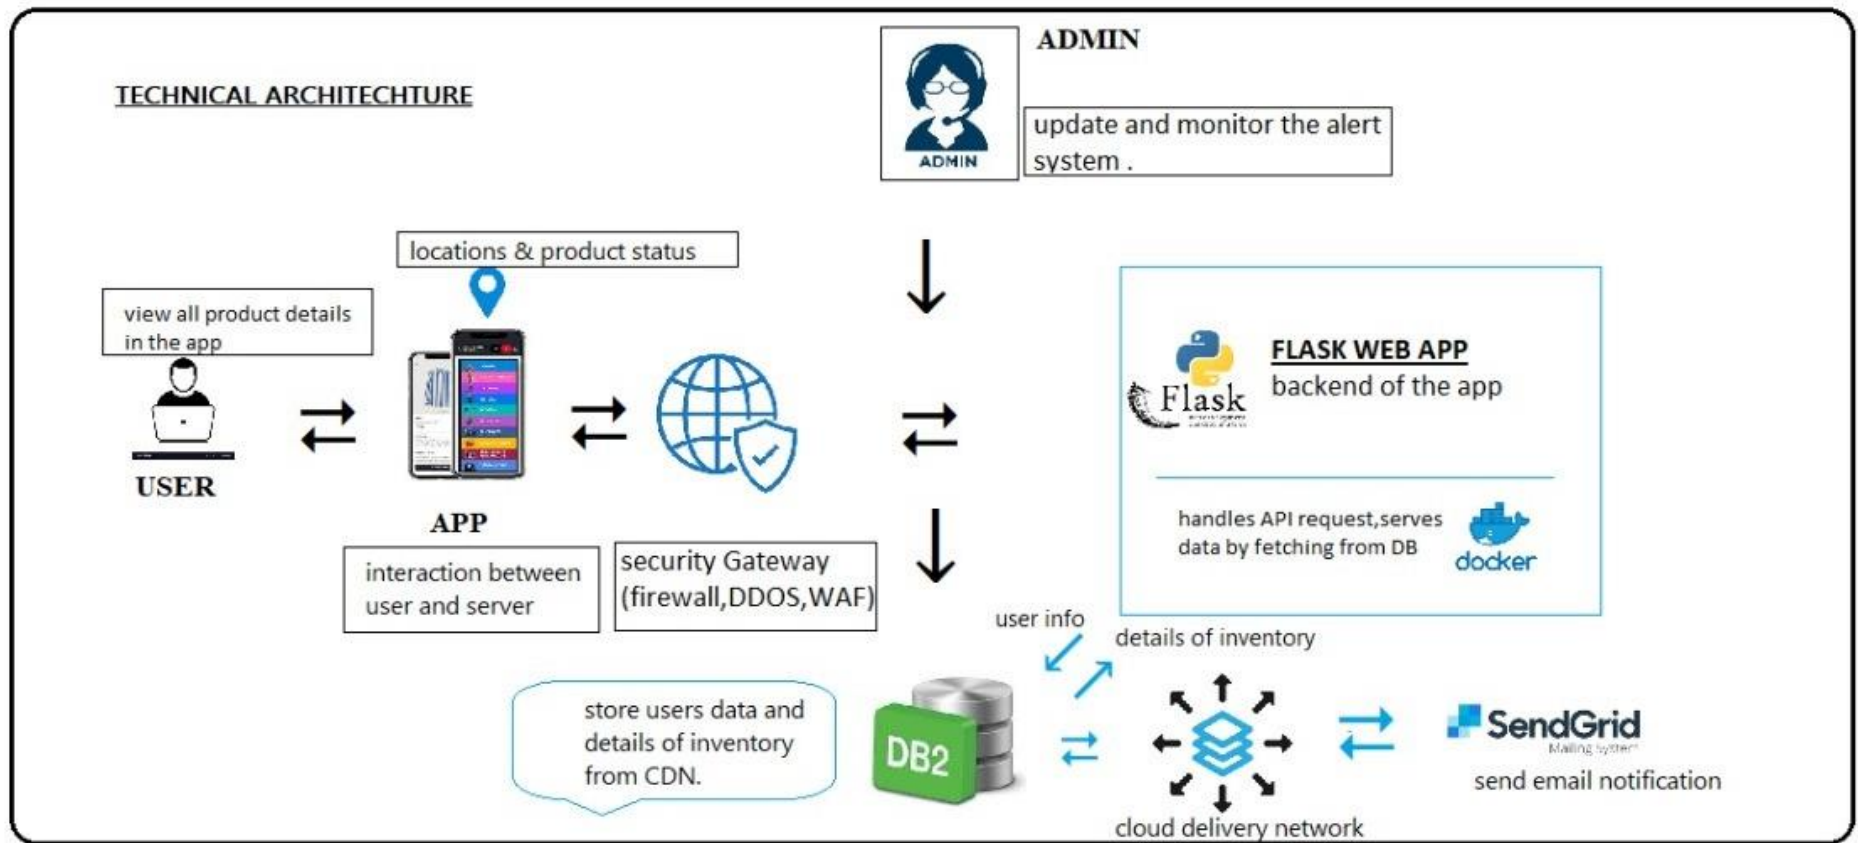 TECHNICAL ARCHITECHTURE
ADMIN
ADMIN
update and monitor the alert
system .
locations & product status
view all product details
in the app
USER
APP
interaction between
user and server
security Gateway
(firewall,DDOS,WAF)
Flask
FLASK WEB APP
backend of the app
handles API request,serves
data by fetching from DB
docker
user info
details of inventory
store users data and
details of inventory
from CDN.
DB2
cloud delivery network
SendGrid
Mailing system
send email notification